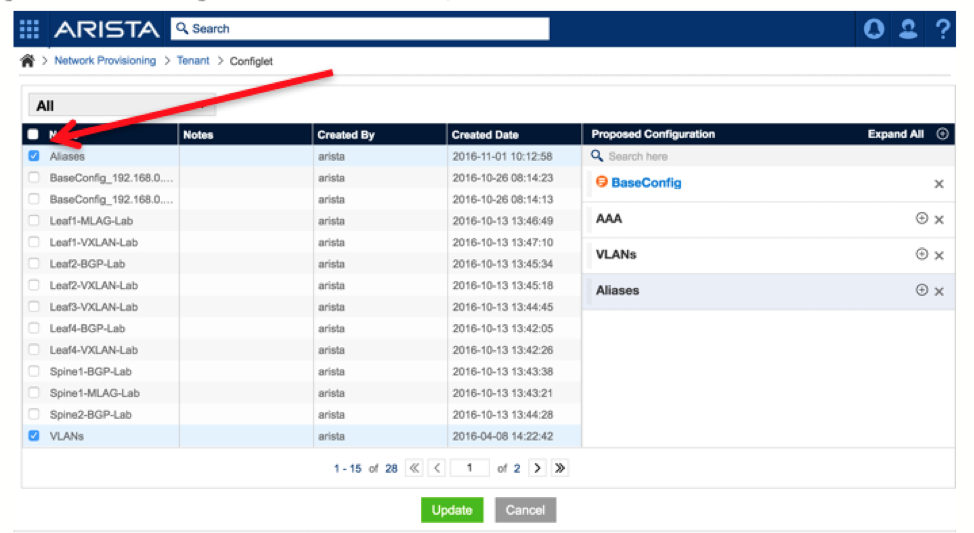 ARISTA Search ?
> Network Provisioning > Tenant > Configlet
All
Notes Created By Created Date Proposed Configuration Expand All
Aliases arista 2016-11-01 10:12:58 Search here
BaseConfig_192.168.0.... arista 2016-10-26 08:14:23 BaseConfig
BaseConfig_192.168.0.... arista 2016-10-26 08:14:13
Leaf1-MLAG-Lab arista 2016-10-13 13:46:49 AAA
Leaf1-VXLAN-Lab arista 2016-10-13 13:47:10
Leaf2-BGP-Lab arista 2016-10-13 13:45:34 VLANs
Leaf2-VXLAN-Lab arista 2016-10-13 13:45:18 Aliases
Leaf3-VXLAN-Lab arista 2016-10-13 13:44:45
Leaf4-BGP-Lab arista 2016-10-13 13:42:05
Leaf4-VXLAN-Lab arista 2016-10-13 13:42:26
Spine1-BGP-Lab arista 2016-10-13 13:43:38
Spine1-MLAG-Lab arista 2016-10-13 13:43:21
Spine2-BGP-Lab arista 2016-10-13 13:44:28
VLANs arista 2016-04-08 14:22:42
1 - 15 of 28 1 of 2
Update Cancel